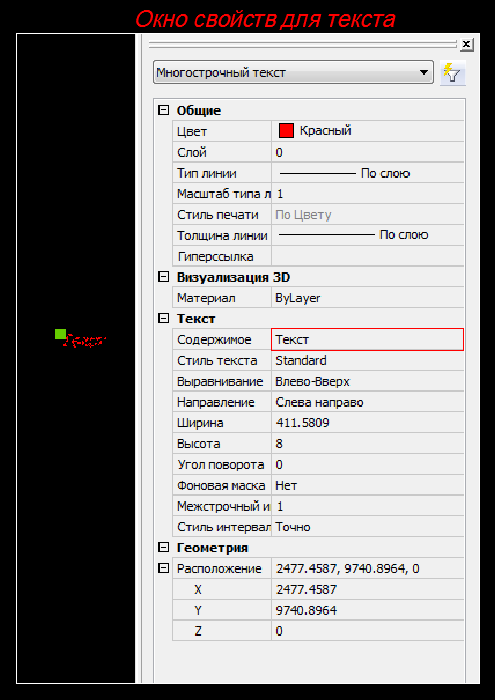 Окно свойств для текста
Многострочный текст
Общие
Цвет Красный
Слой 0
Тип линии По слою
Масштаб типа л 1
Стиль печати По Цвету
Толщина линии По слою
Гиперссылка
Визуализация 3D
Материал ByLayer
Текст
Содержимое Текст
Стиль текста Standard
Выравнивание Влево-Вверх
Направление Слева направо
Ширина 411.5809
Высота 8
Угол поворота 0
Фоновая маска Нет
Межстрочный и 1
Стиль интервал Точно
Геометрия
Расположение 2477.4587, 9740.8964, 0
X 2477.4587
Y 9740.8964
Z 0